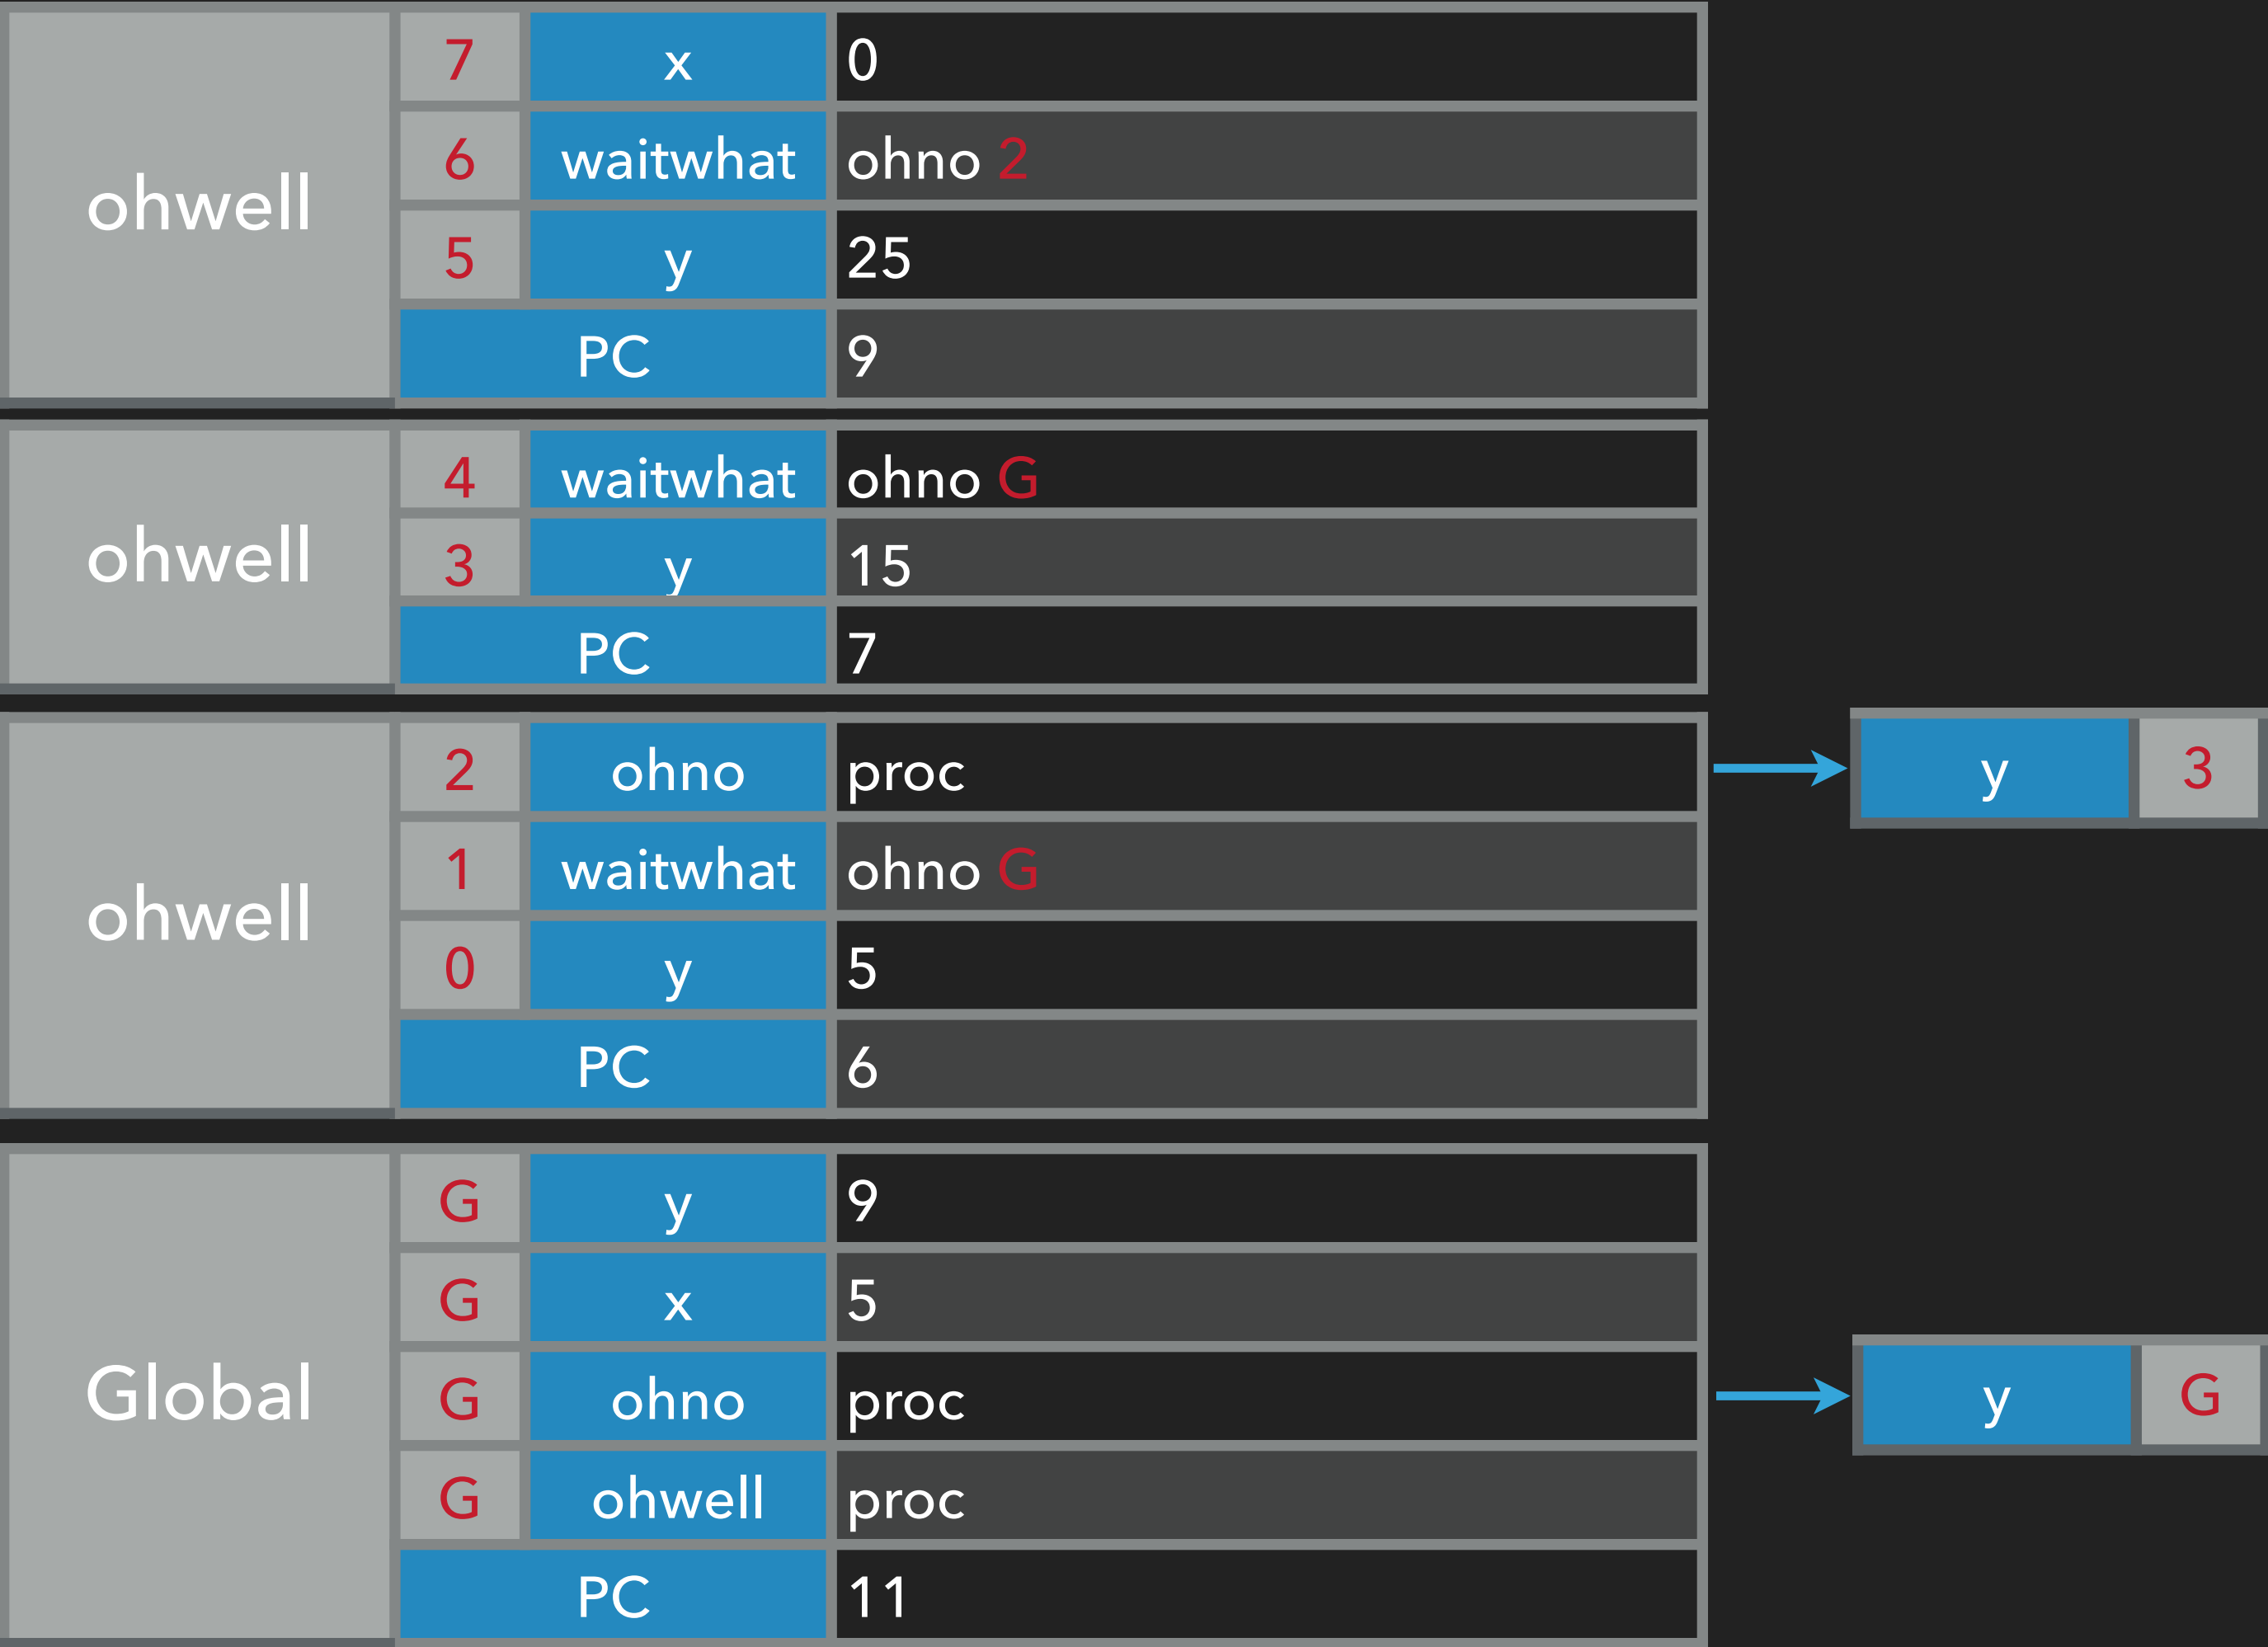 ohwell
7 x 0
6 waitwhat ohno 2
5 y 25
PC 9
ohwell
4 waitwhat ohno G
3 y 15
PC 7
ohwell
2 ohno proc
y 3
1 waitwhat ohno G
0 y 5
PC 6
Global
G y 9
G x 5
G ohno proc
y G
G ohwell proc
PC 11